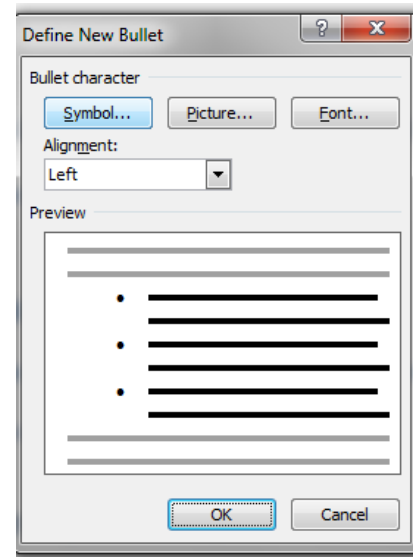 Define New Bullet
Bullet character
Symbol... Picture... Font...
Alignment:
Left
Preview
OK Cancel